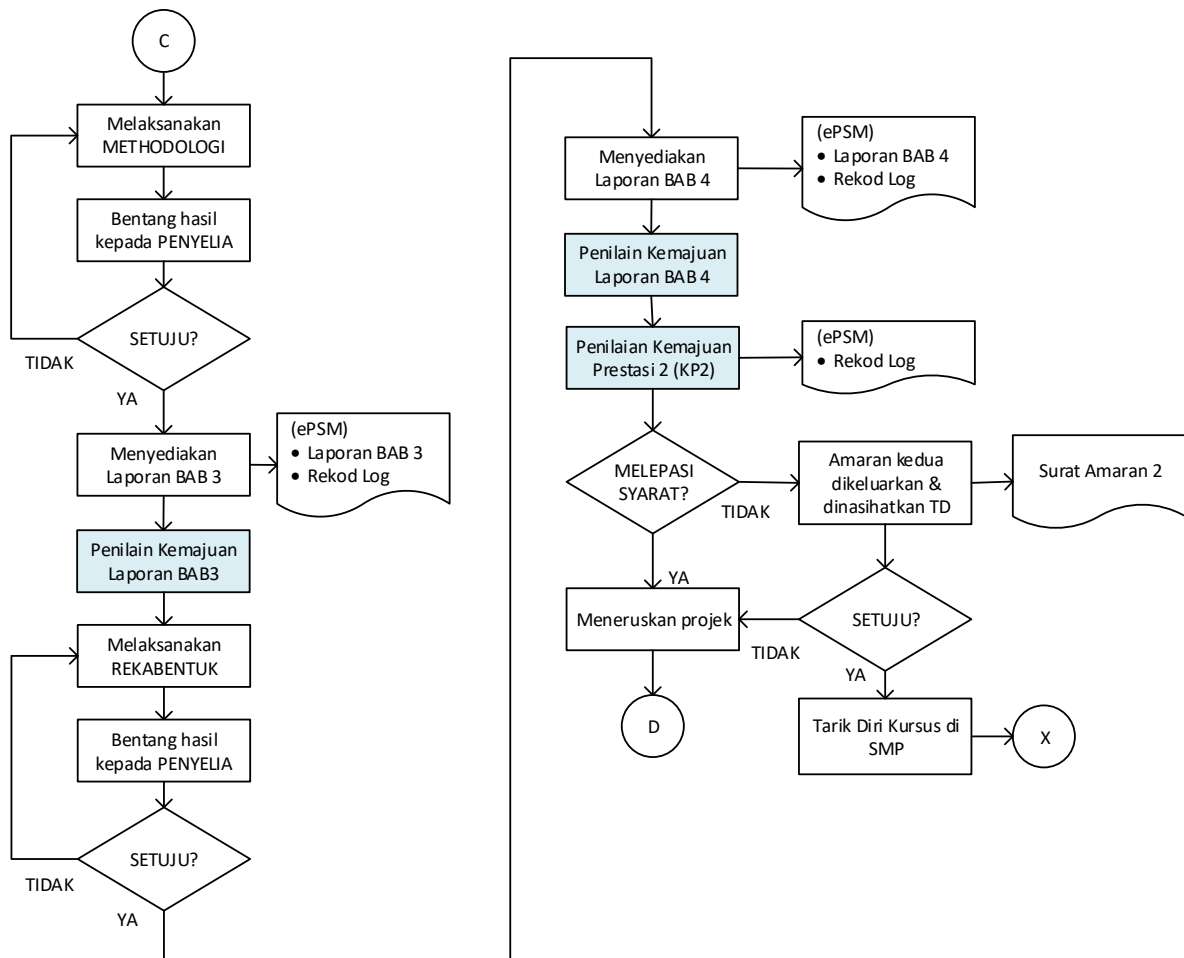 C
Melaksanakan
METHODOLOGI
Bentang hasil
kepada PENYELIA
SETUJU?
TIDAK
YA
Menyediakan
Laporan BAB 3
(ePSM)
• Laporan BAB 3
• Rekod Log
Penilain Kemajuan
Laporan BAB3
Melaksanakan
REKABENTUK
Bentang hasil
kepada PENYELIA
SETUJU?
TIDAK
YA
Menyediakan
Laporan BAB 4
(ePSM)
• Laporan BAB 4
• Rekod Log
Penilain Kemajuan
Laporan BAB 4
Penilaian Kemajuan
Prestasi 2 (KP2)
(ePSM)
• Rekod Log
MELEPASI
SYARAT?
TIDAK
YA
Amaran kedua
dikeluarkan &
dinasihatkan TD
Surat Amaran 2
Meneruskan projek
SETUJU?
TIDAK
YA
D
Tarik Diri Kursus di
SMP
X